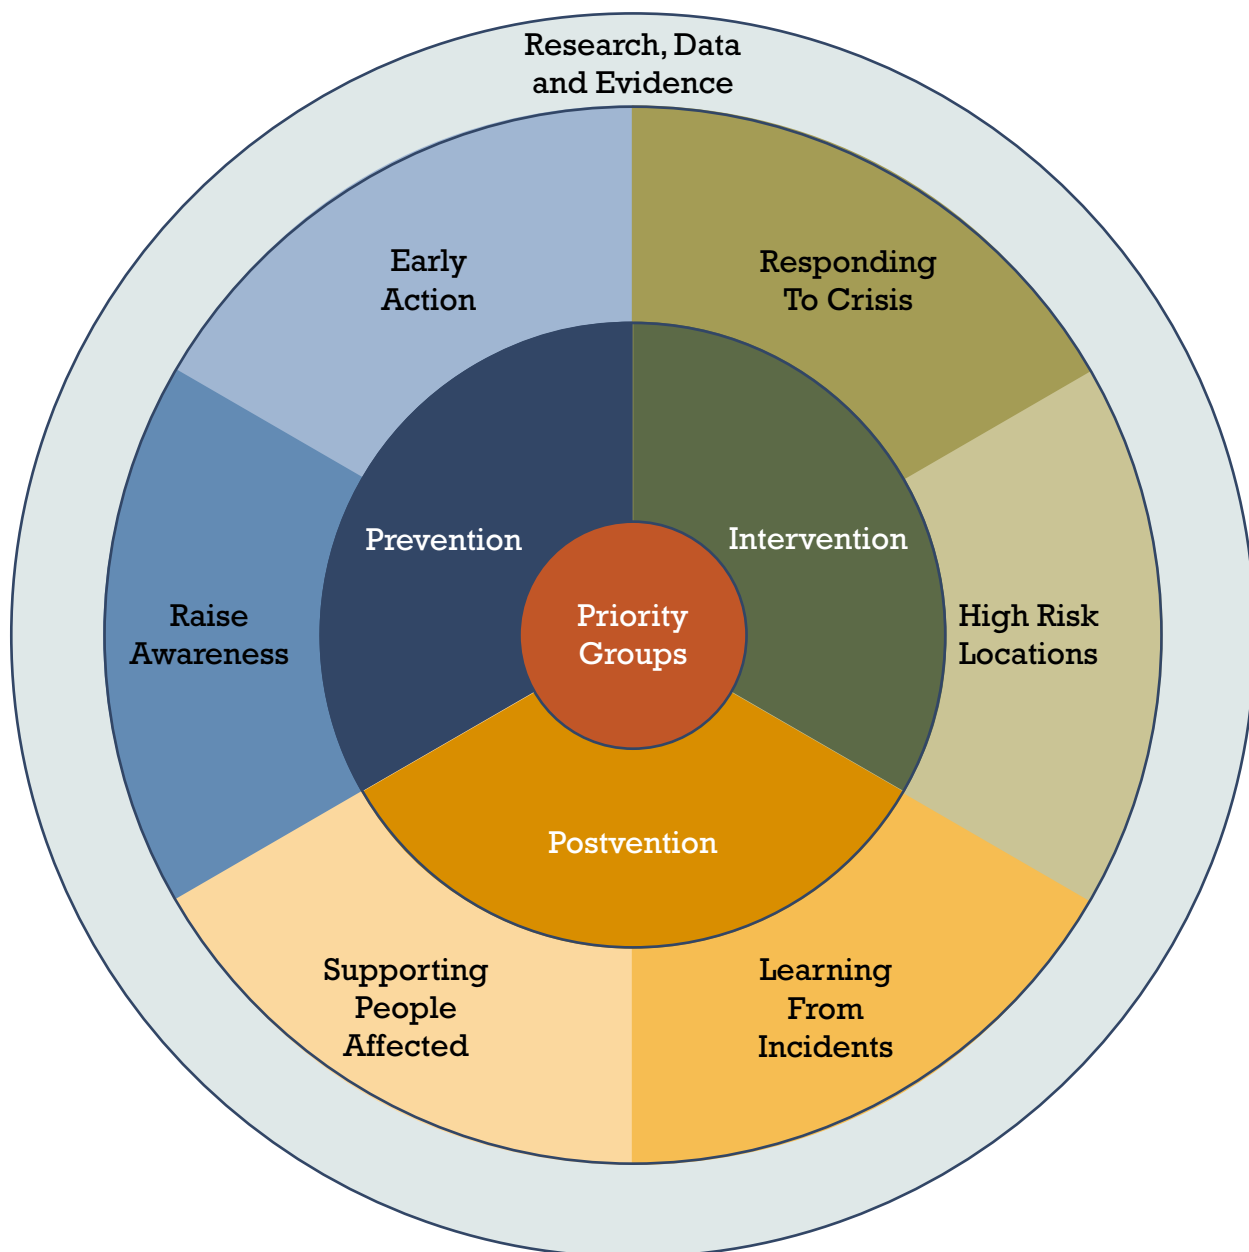 Research, Data
and Evidence
Early
Action
Responding
To Crisis
Prevention
Intervention
Raise
Awareness
Priority
Groups
High Risk
Locations
Postvention
Supporting
People
Affected
Learning
From
Incidents